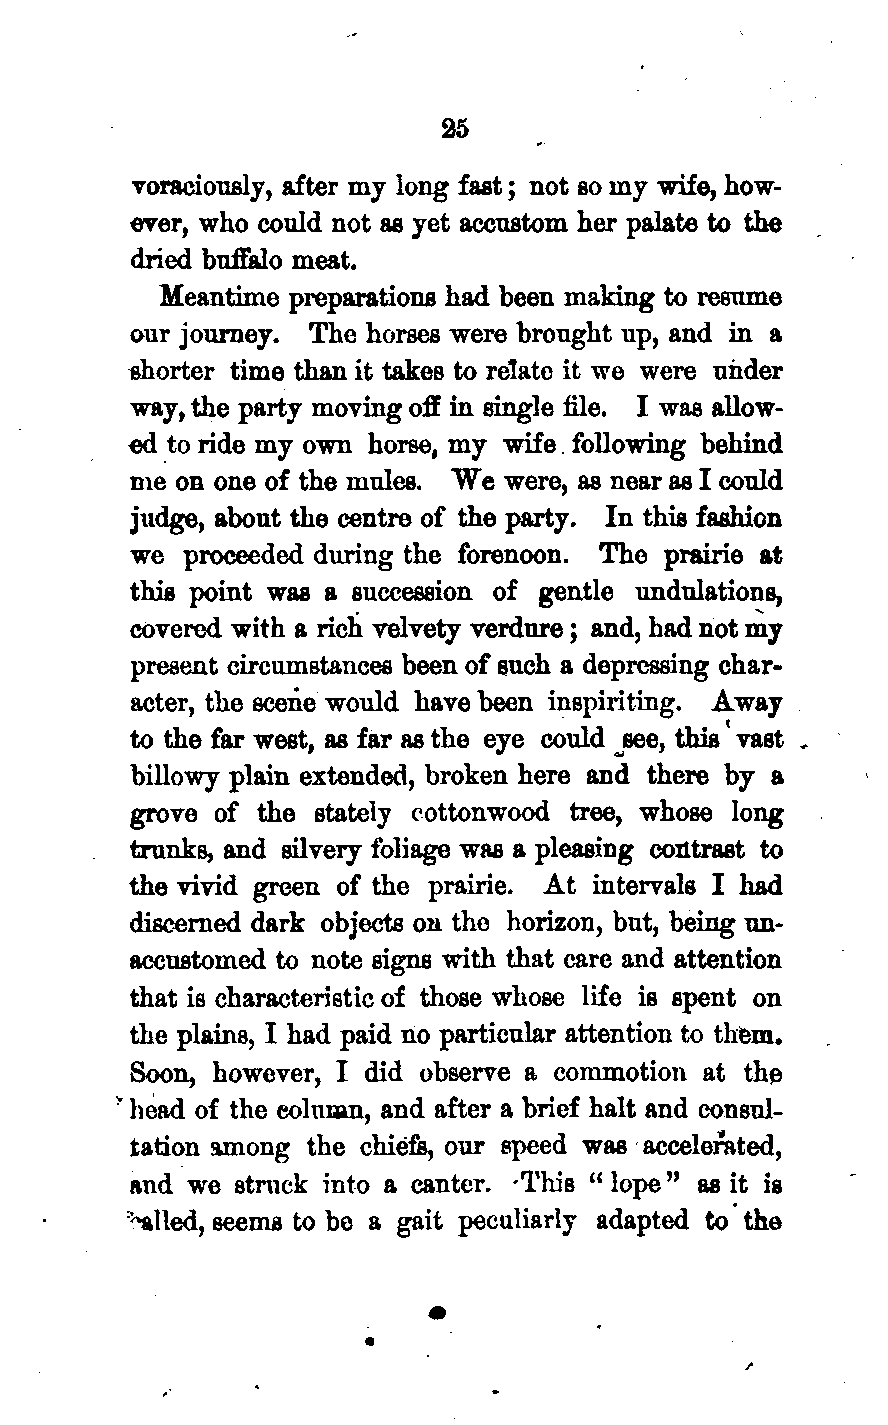 25
voraciously, after my long fast ; not so my wife, how-
ever, who could not as yet accustom her palate to the
dried buffalo meat.
Meantime preparations had been making to resume
our journey. The horses were brought up, and in a
shorter time than it takes to relate it we were under
way, the party moving off in single file. I was allow-
ed to ride my own horse, my wife following behind
me on one of the mules. We were, as near as I could
judge, about the centre of the party. In this fashion
we proceeded during the forenoon. The prairie at
this point was a succession of gentle undulations,
covered with a rich velvety verdure ; and, had not my
present circumstances been of such a depressing char-
acter, the scene would have been inspiriting. Away
to the far west, as far as the eye could see, this vast
billowy plain extended, broken here and there by a
grove of the stately cottonwood tree, whose long
trunks, and silvery foliage was a pleasing contrast to
the vivid green of the prairie. At intervals I had
discerned dark objects on the horizon, but, being un-
accustomed to note signs with that care and attention
that is characteristic of those whose life is spent on
the plains, I had paid no particular attention to them.
Soon, however, I did observe a commotion at the
head of the column, and after a brief halt and consul-
tation among the chiefs, our speed was accelerated,
and we struck into a canter. This "lope" as it is
called, seems to be a gait peculiarly adapted to the